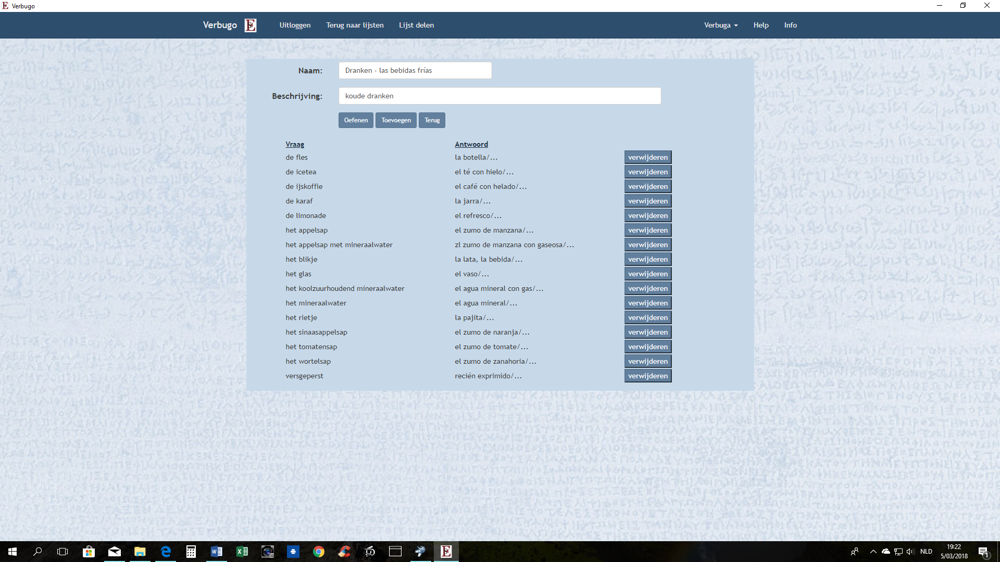 Verbugo
Verbugo Uitloggen Terug naar lijsten Lijst delen Verbuga Help Info
Naam: Dranken - las bebidas frías
Beschrijving: koude dranken
Oefenen Toevoegen Terug
Vraag Antwoord
de fles la botella/... verwijderen
de icetea el té con hielo/... verwijderen
de ijskoffie el café con helado/... verwijderen
de karaf la jarra/... verwijderen
de limonade el refresco/... verwijderen
het appelsap el zumo de manzana/... verwijderen
het appelsap met mineraalwater zl zumo de manzana con gaseosa/... verwijderen
het blikje la lata, la bebida/... verwijderen
het glas el vaso/... verwijderen
het koolzuurhoudend mineraalwater el agua mineral con gas/... verwijderen
het mineraalwater el agua mineral/... verwijderen
het rietje la pajita/... verwijderen
het sinaasappelsap el zumo de naranja/... verwijderen
het tomatensap el zumo de tomate/... verwijderen
het wortelsap el zumo de zanahoria/... verwijderen
versgeperst recién exprimido/... verwijderen
NLD 19:22
5/03/2018 1